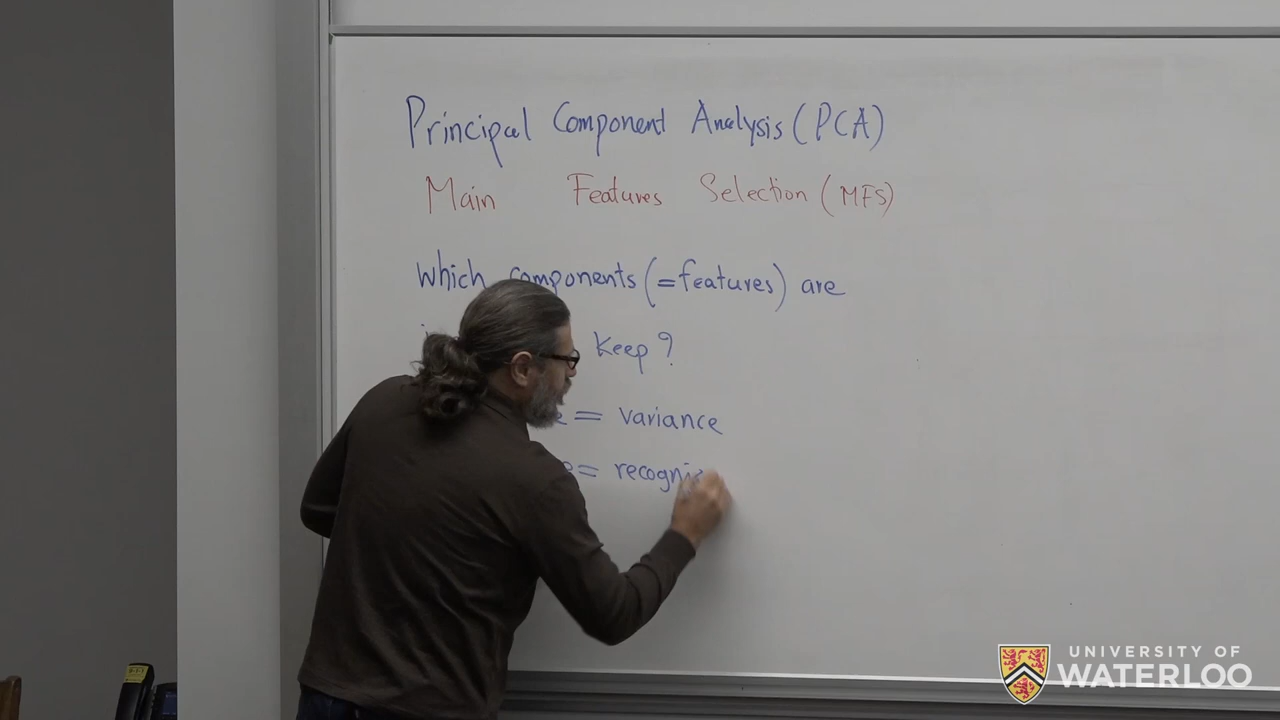 Principal Component Analysis (PCA)
Main Features Selection (MFS)
Which components (=features) are
Keep?
= variance
= recogni
UNIVERSITY OF
WATERLOO